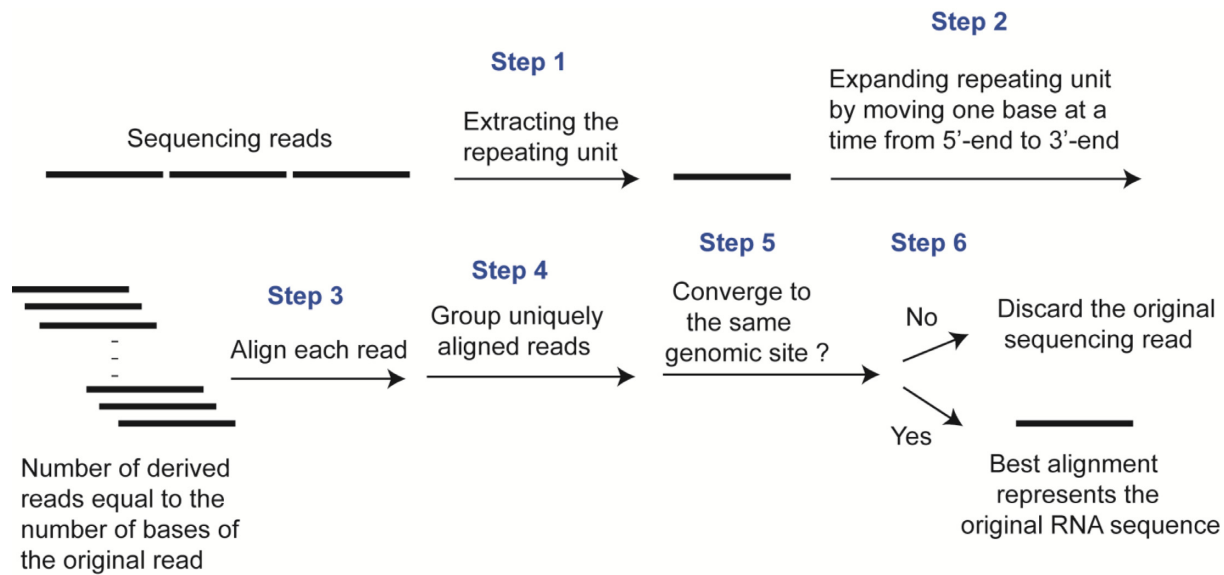 Sequencing reads
Step 1
Extracting the
repeating unit
Step 2
Expanding repeating unit
by moving one base at a
time from 5’-end to 3’-end
Number of derived
reads equal to the
number of bases of
the original read
Step 3
Align each read
Step 4
Group uniquely
aligned reads
Step 5
Converge to
the same
genomic site ?
Step 6
No
Discard the original
sequencing read
Yes
Best alignment
represents the
original RNA sequence